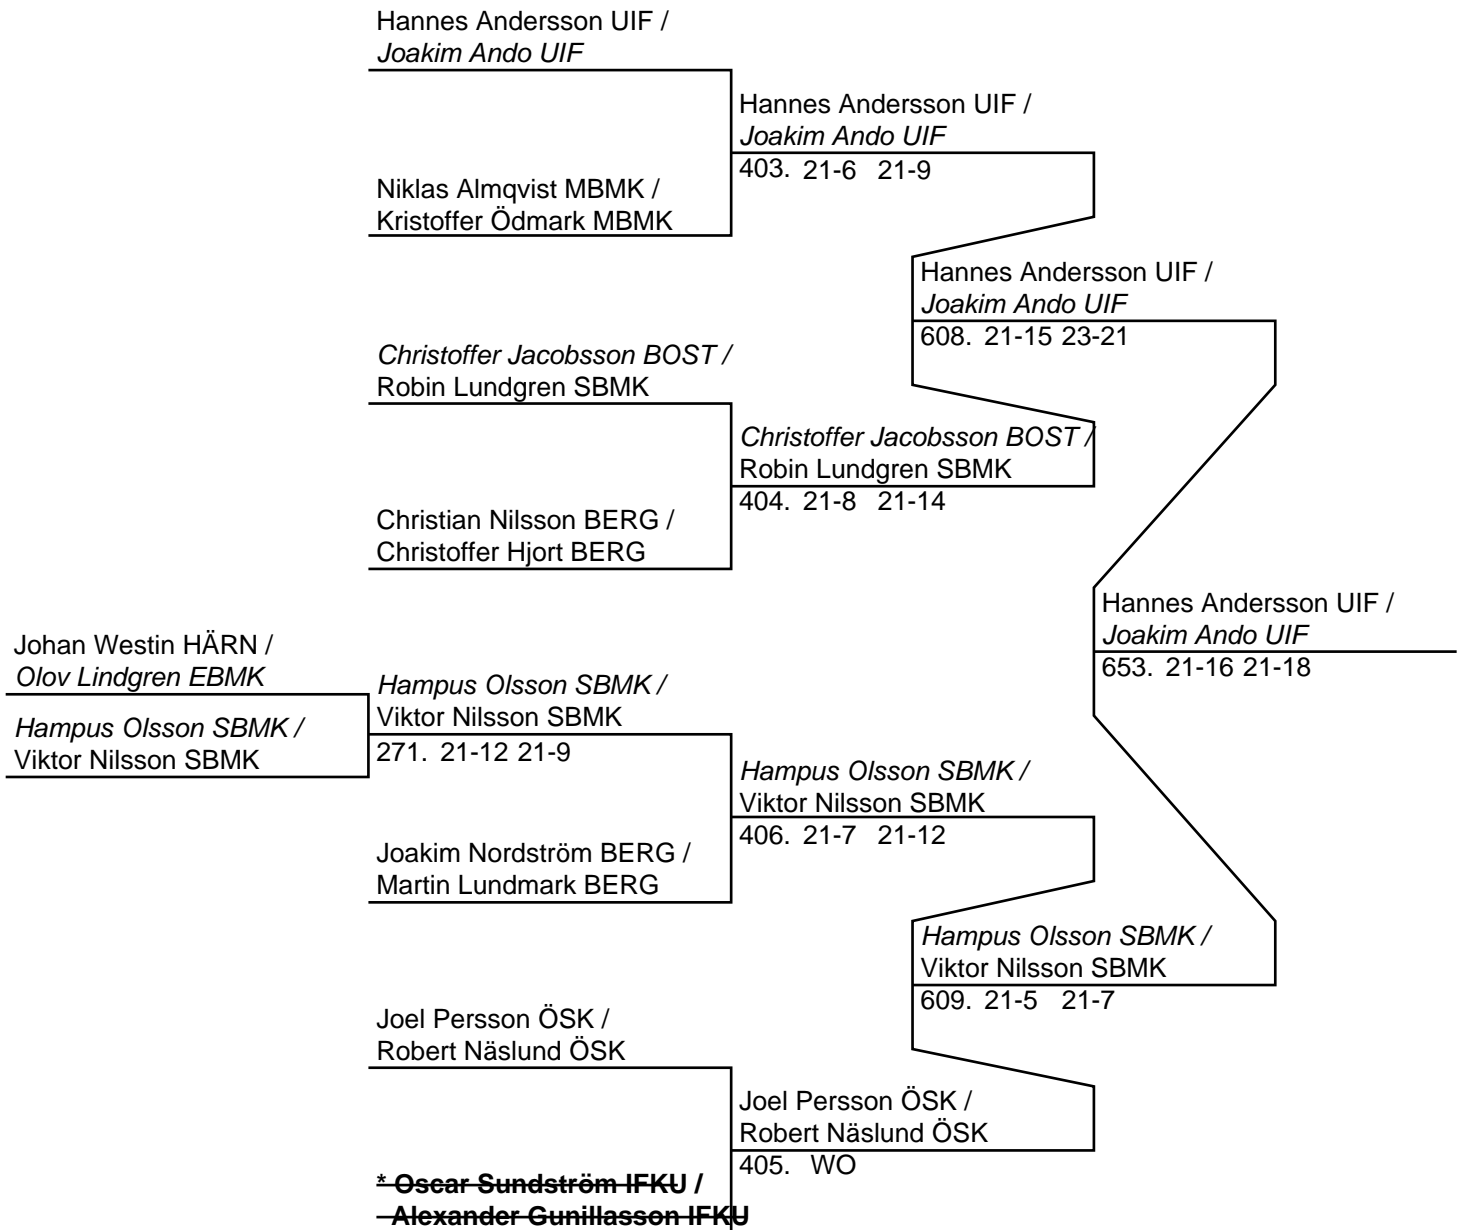 Hannes Andersson UIF /
Joakim Ando UIF
Hannes Andersson UIF /
Joakim Ando UIF
403. 21-6 21-9
Niklas Almqvist MBMK /
Kristoffer Ödmark MBMK
Hannes Andersson UIF /
Joakim Ando UIF
608. 21-15 23-21
Christoffer Jacobsson BOST /
Robin Lundgren SBMK
Christoffer Jacobsson BOST /
Robin Lundgren SBMK
404. 21-8 21-14
Christian Nilsson BERG /
Christoffer Hjort BERG
Hannes Andersson UIF /
Joakim Ando UIF
653. 21-16 21-18
Johan Westin HÄRN /
Olov Lindgren EBMK
Hampus Olsson SBMK /
Viktor Nilsson SBMK
271. 21-12 21-9
Hampus Olsson SBMK /
Viktor Nilsson SBMK
Hampus Olsson SBMK /
Viktor Nilsson SBMK
406. 21-7 21-12
Joakim Nordström BERG /
Martin Lundmark BERG
Hampus Olsson SBMK /
Viktor Nilsson SBMK
609. 21-5 21-7
Joel Persson ÖSK /
Robert Näslund ÖSK
Joel Persson ÖSK /
Robert Näslund ÖSK
405. WO
* Oscar Sundström IFKU /
Alexander Gunillasson IFKU